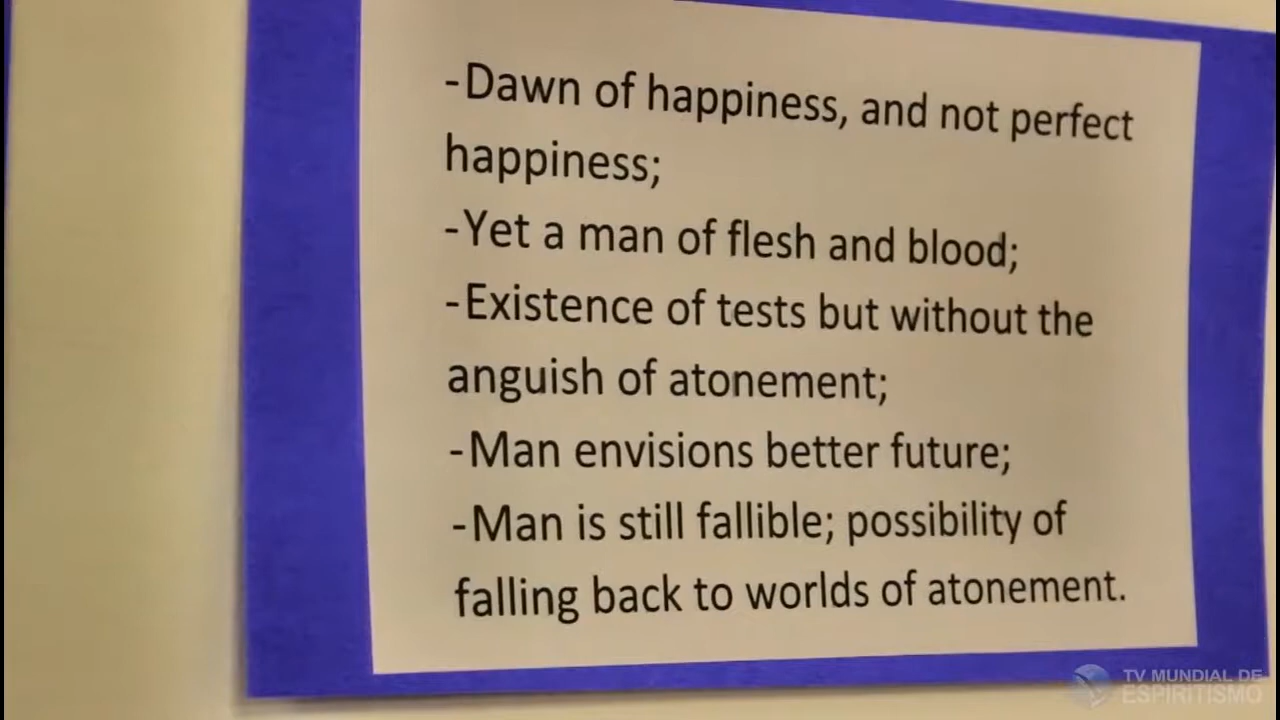 -Dawn of happiness, and not perfect
happiness;
-Yet a man of flesh and blood;
-Existence of tests but without the
anguish of atonement;
-Man envisions better future;
-Man is still fallible; possibility of
falling back to worlds of atonement.
TV MUNDIAL DE
ESPIRITISMO